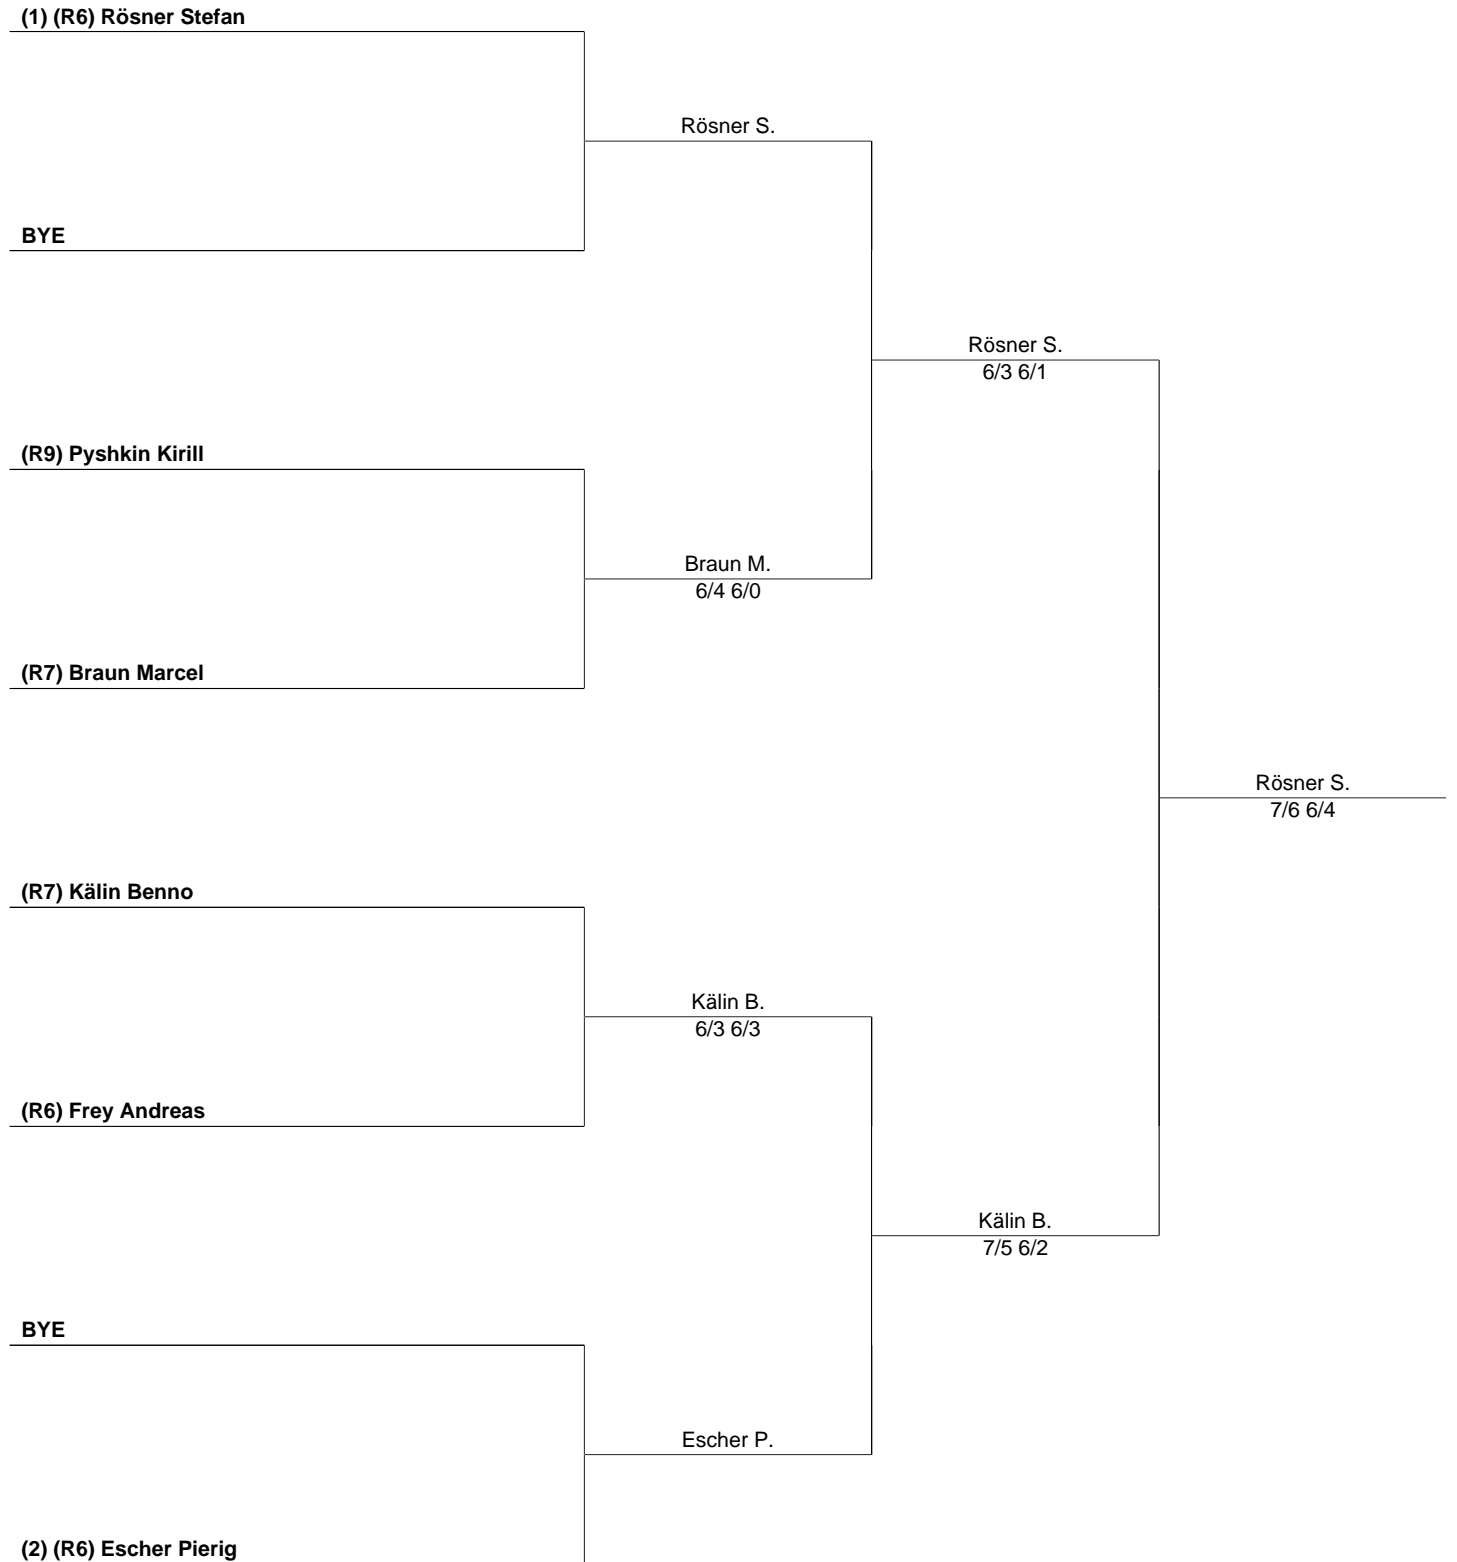 (1) (R6) Rösner Stefan
Rösner S.
BYE
Rösner S.
6/3 6/1
(R9) Pyshkin Kirill
Braun M.
6/4 6/0
(R7) Braun Marcel
Rösner S.
7/6 6/4
(R7) Kälin Benno
Kälin B.
6/3 6/3
(R6) Frey Andreas
Kälin B.
7/5 6/2
BYE
Escher P.
(2) (R6) Escher Pierig